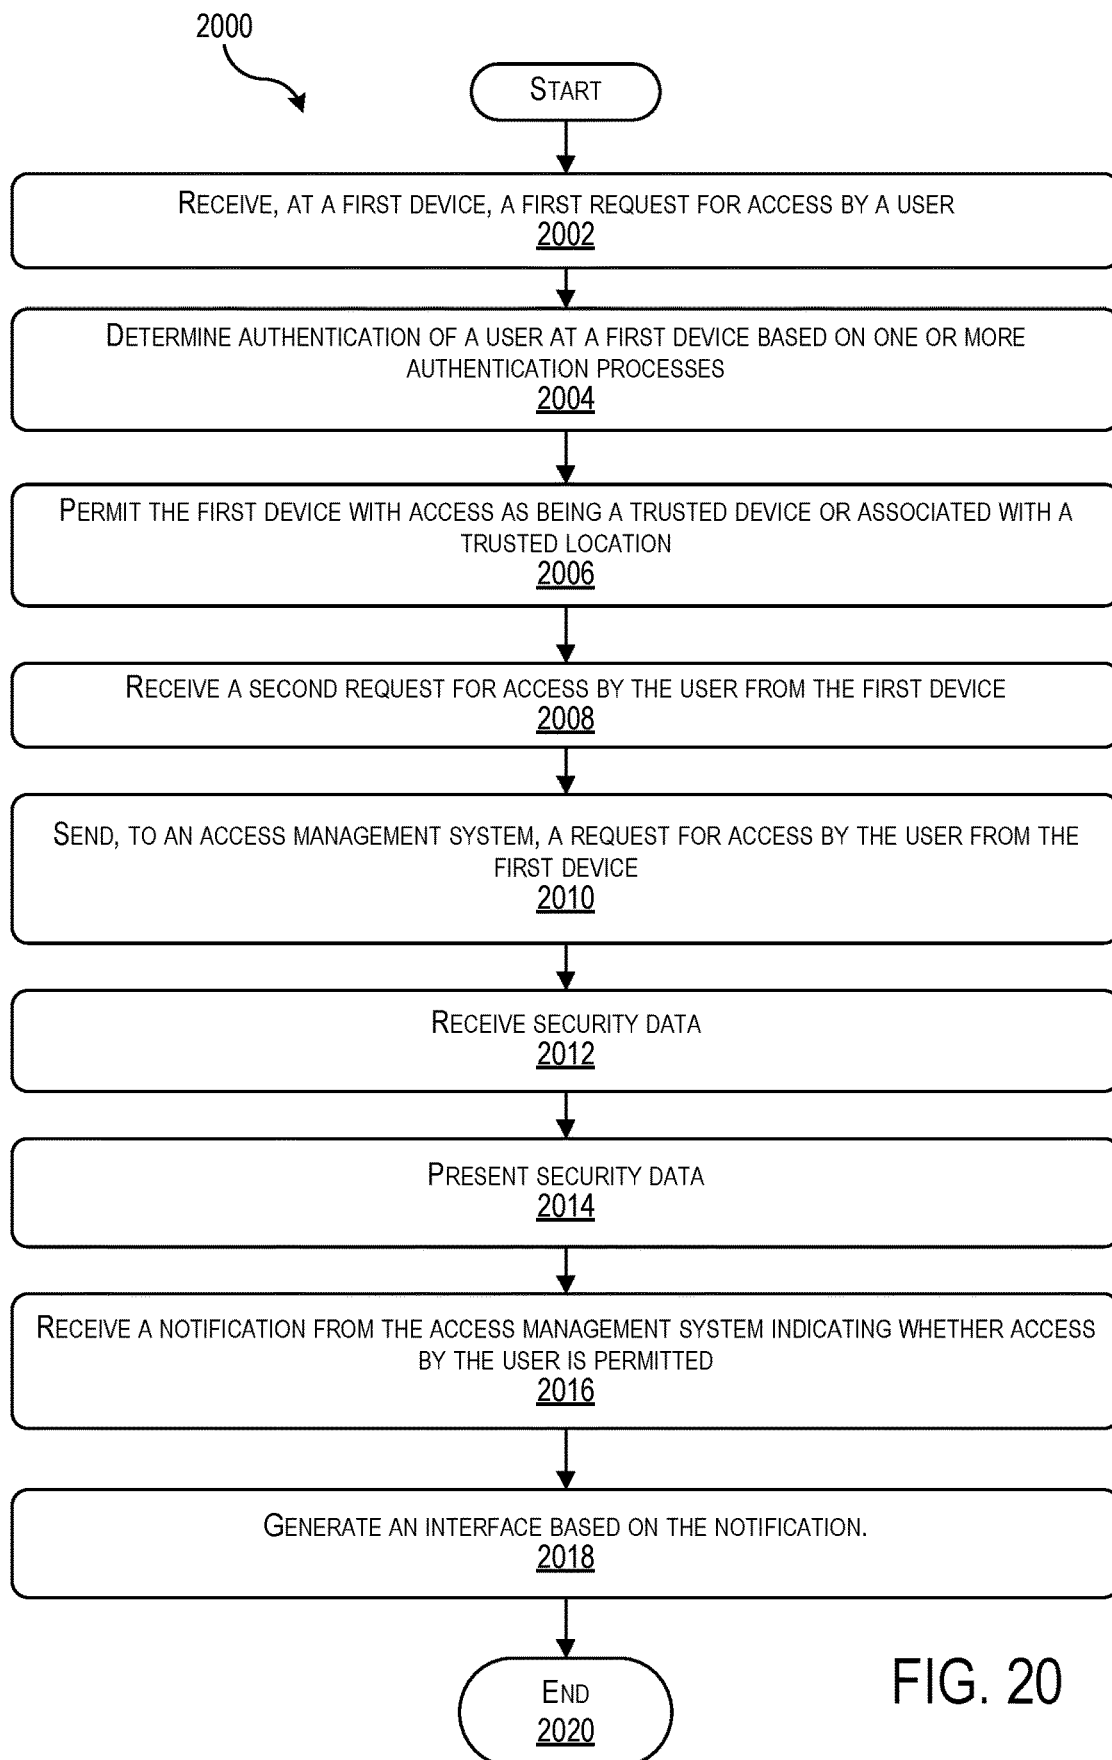 2000
START
RECEIVE, AT A FIRST DEVICE, A FIRST REQUEST FOR ACCESS BY A USER
2002
DETERMINE AUTHENTICATION OF A USER AT A FIRST DEVICE BASED ON ONE OR MORE
AUTHENTICATION PROCESSES
2004
PERMIT THE FIRST DEVICE WITH ACCESS AS BEING A TRUSTED DEVICE OR ASSOCIATED WITH A
TRUSTED LOCATION
2006
RECEIVE A SECOND REQUEST FOR ACCESS BY THE USER FROM THE FIRST DEVICE
2008
SEND, TO AN ACCESS MANAGEMENT SYSTEM, A REQUEST FOR ACCESS BY THE USER FROM THE
FIRST DEVICE
2010
RECEIVE SECURITY DATA
2012
PRESENT SECURITY DATA
2014
RECEIVE A NOTIFICATION FROM THE ACCESS MANAGEMENT SYSTEM INDICATING WHETHER ACCESS
BY THE USER IS PERMITTED
2016
GENERATE AN INTERFACE BASED ON THE NOTIFICATION.
2018
END
2020
FIG. 20